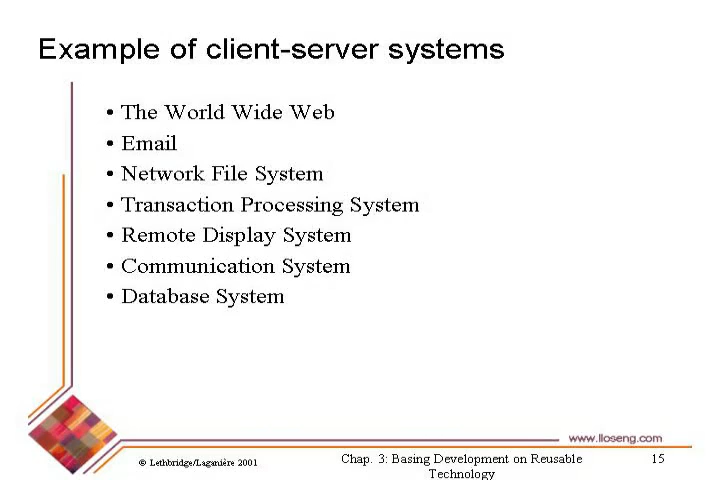 Example of client-server systems
• The World Wide Web
• Email
• Network File System
• Transaction Processing System
• Remote Display System
• Communication System
• Database System
www.lloseng.com
© Lethbridge/Laganière 2001
Chap. 3: Basing Development on Reusable
Technology
15